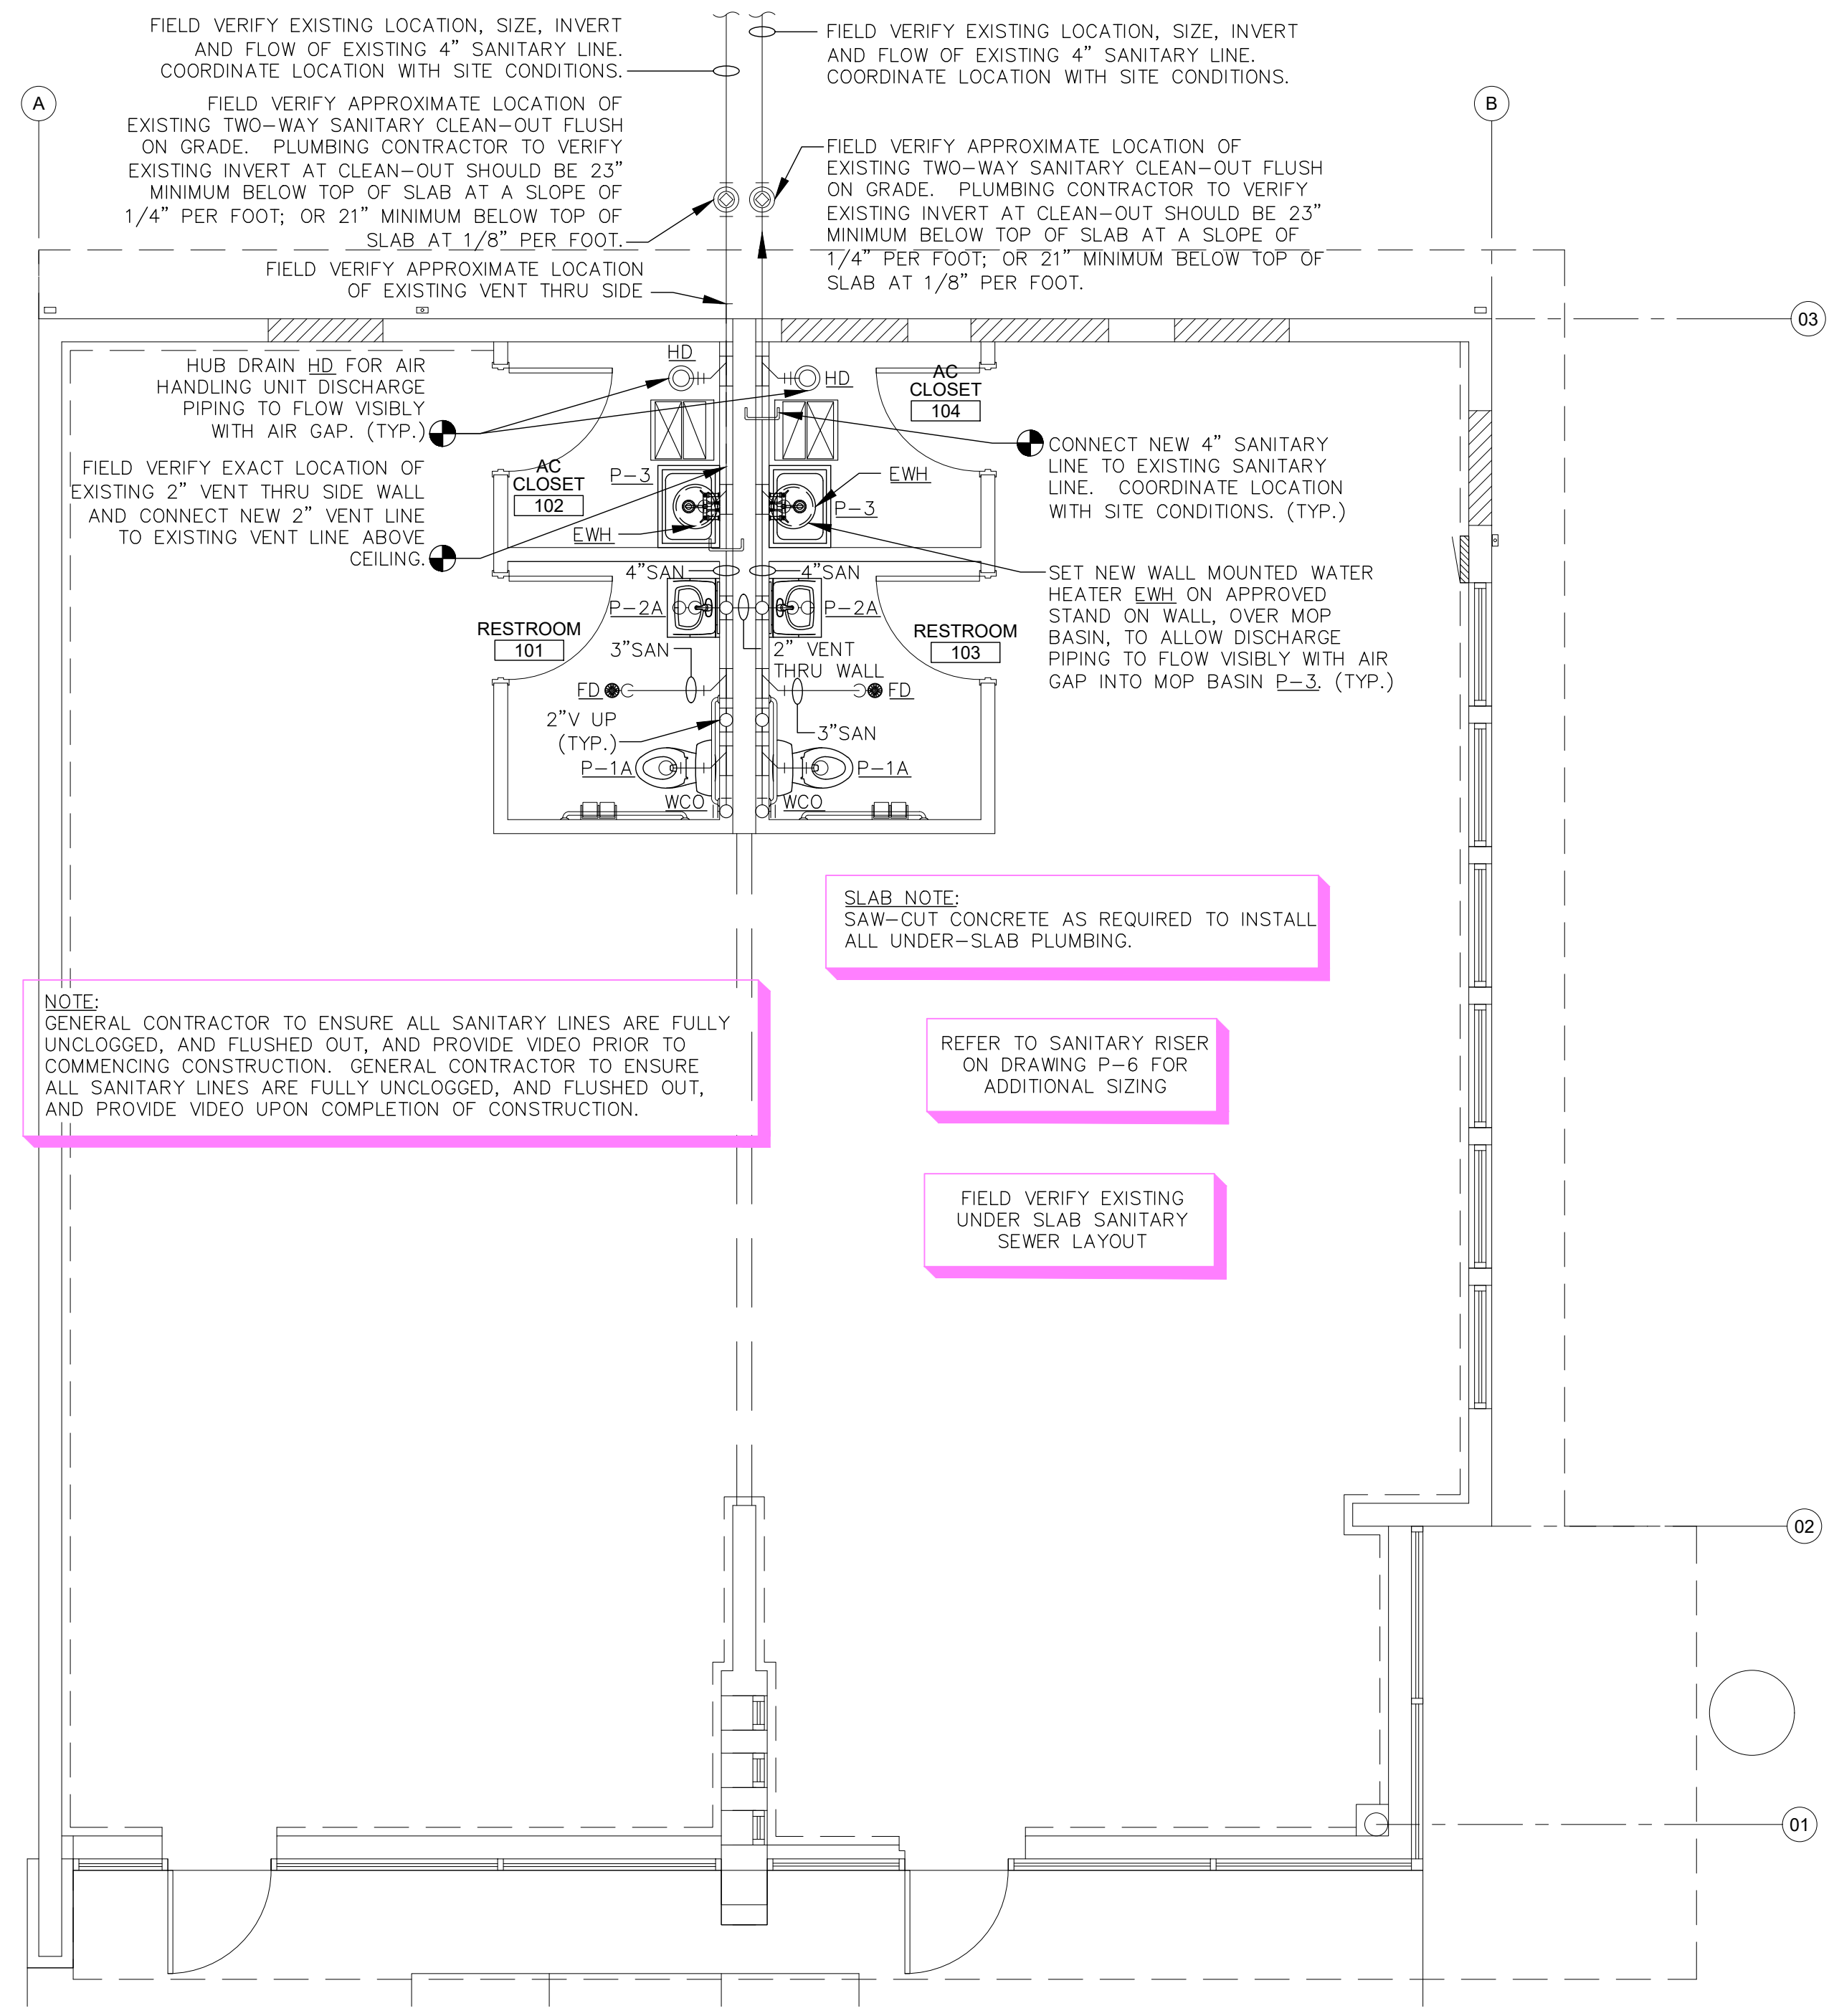 FIELD VERIFY EXISTING LOCATION, SIZE, INVERT
AND FLOW OF EXISTING 4” SANITARY LINE.
COORDINATE LOCATION WITH SITE CONDITIONS.
FIELD VERIFY EXISTING LOCATION, SIZE, INVERT
AND FLOW OF EXISTING 4” SANITARY LINE.
COORDINATE LOCATION WITH SITE CONDITIONS.
A
B
FIELD VERIFY APPROXIMATE LOCATION OF
EXISTING TWO-WAY SANITARY CLEAN-OUT FLUSH
ON GRADE. PLUMBING CONTRACTOR TO VERIFY
EXISTING INVERT AT CLEAN-OUT SHOULD BE 23”
MINIMUM BELOW TOP OF SLAB AT A SLOPE OF
1/4” PER FOOT; OR 21” MINIMUM BELOW TOP OF
SLAB AT 1/8” PER FOOT.
FIELD VERIFY APPROXIMATE LOCATION OF
EXISTING TWO-WAY SANITARY CLEAN-OUT FLUSH
ON GRADE. PLUMBING CONTRACTOR TO VERIFY
EXISTING INVERT AT CLEAN-OUT SHOULD BE 23”
MINIMUM BELOW TOP OF SLAB AT A SLOPE OF
1/4” PER FOOT; OR 21” MINIMUM BELOW TOP OF
SLAB AT 1/8” PER FOOT.
FIELD VERIFY APPROXIMATE LOCATION
OF EXISTING VENT THRU SIDE
03
HUB DRAIN HD FOR AIR
HANDLING UNIT DISCHARGE
PIPING TO FLOW VISIBLY
WITH AIR GAP. (TYP.)
HD
HD
AC
CLOSET
104
CONNECT NEW 4” SANITARY
LINE TO EXISTING SANITARY
LINE. COORDINATE LOCATION
WITH SITE CONDITIONS. (TYP.)
FIELD VERIFY EXACT LOCATION OF
EXISTING 2” VENT THRU SIDE WALL
AND CONNECT NEW 2” VENT LINE
TO EXISTING VENT LINE ABOVE
CEILING.
AC
CLOSET
102
P-3
EWH
EWH
P-3
4”SAN
4”SAN
SET NEW WALL MOUNTED WATER
HEATER EWH ON APPROVED
STAND ON WALL, OVER MOP
BASIN, TO ALLOW DISCHARGE
PIPING TO FLOW VISIBLY WITH AIR
GAP INTO MOP BASIN P-3. (TYP.)
P-2A
P-2A
RESTROOM
101
RESTROOM
103
3”SAN
2” VENT
THRU WALL
FD
FD
2”V UP
(TYP.)
3”SAN
P-1A
P-1A
WCO
WCO
SLAB NOTE:
SAW-CUT CONCRETE AS REQUIRED TO INSTALL
ALL UNDER-SLAB PLUMBING.
NOTE:
GENERAL CONTRACTOR TO ENSURE ALL SANITARY LINES ARE FULLY
UNCLOGGED, AND FLUSHED OUT, AND PROVIDE VIDEO PRIOR TO
COMMENCING CONSTRUCTION. GENERAL CONTRACTOR TO ENSURE
ALL SANITARY LINES ARE FULLY UNCLOGGED, AND FLUSHED OUT,
AND PROVIDE VIDEO UPON COMPLETION OF CONSTRUCTION.
REFER TO SANITARY RISER
ON DRAWING P-6 FOR
ADDITIONAL SIZING
FIELD VERIFY EXISTING
UNDER SLAB SANITARY
SEWER LAYOUT
02
01